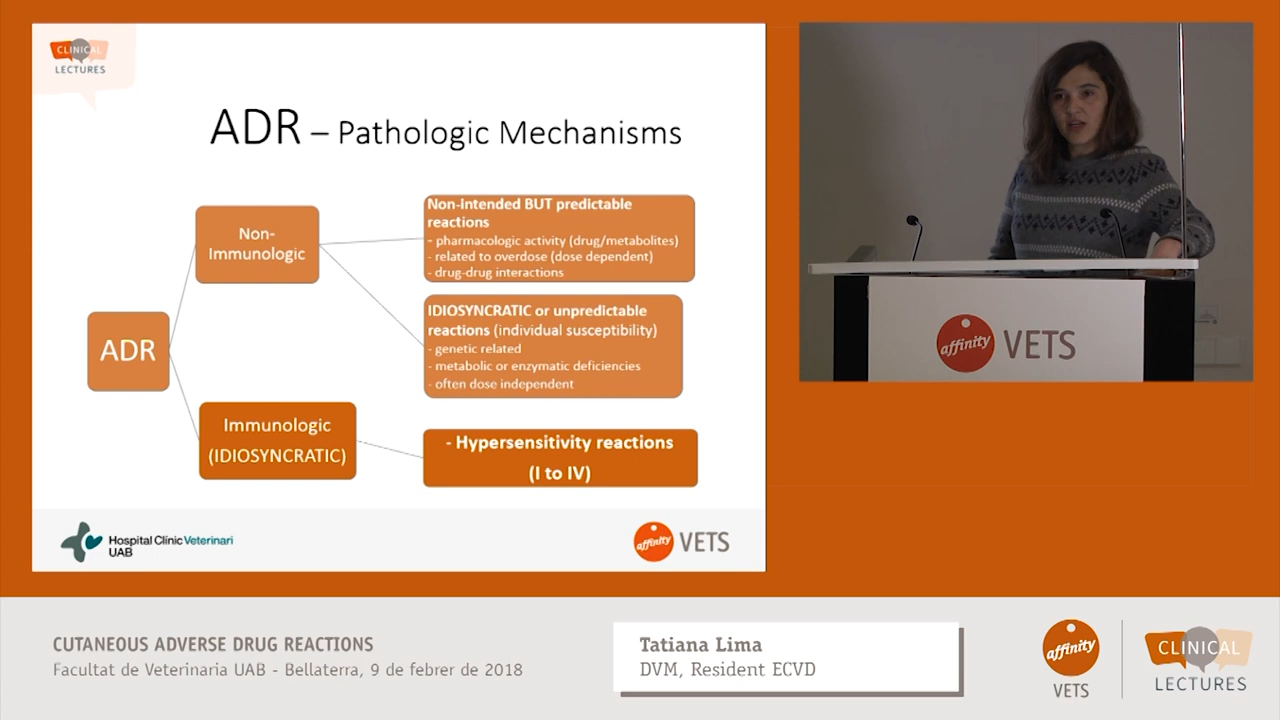 CLINICAL
LECTURES
ADR – Pathologic Mechanisms
Non-
Immunologic
Non-intended BUT predictable
reactions
- pharmacologic activity (drug/metabolites)
- related to overdose (dose dependent)
- drug-drug interactions
IDIOSYNCRATIC or unpredictable
reactions (individual susceptibility)
- genetic related
- metabolic or enzymatic deficiencies
- often dose independent
ADR
Immunologic
(IDIOSYNCRATIC)
- Hypersensitivity reactions
(I to IV)
Hospital Clínic Veterinari
UAB
affinity VETS
affinity VETS
CUTANEOUS ADVERSE DRUG REACTIONS
Facultat de Veterinaria UAB - Bellaterra, 9 de febrer de 2018
Tatiana Lima
DVM, Resident ECVD
affinity
VETS
CLINICAL
LECTURES